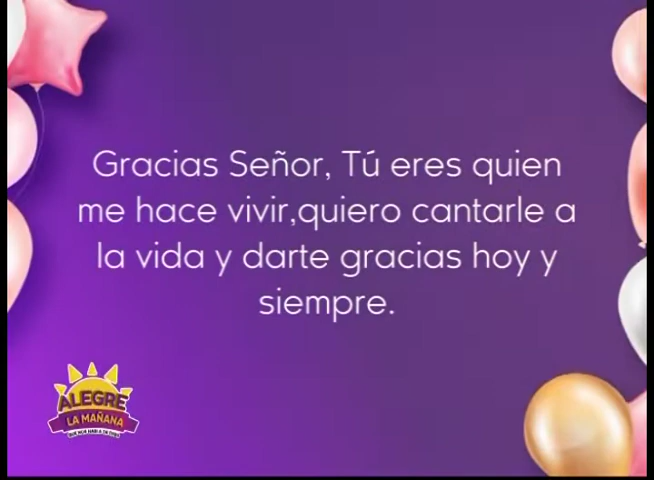 Gracias Señor, Tú eres quien
me hace vivir,quiero cantarle a
la vida y darte gracias hoy y
siempre.
ALEGRE
LA MAÑANA